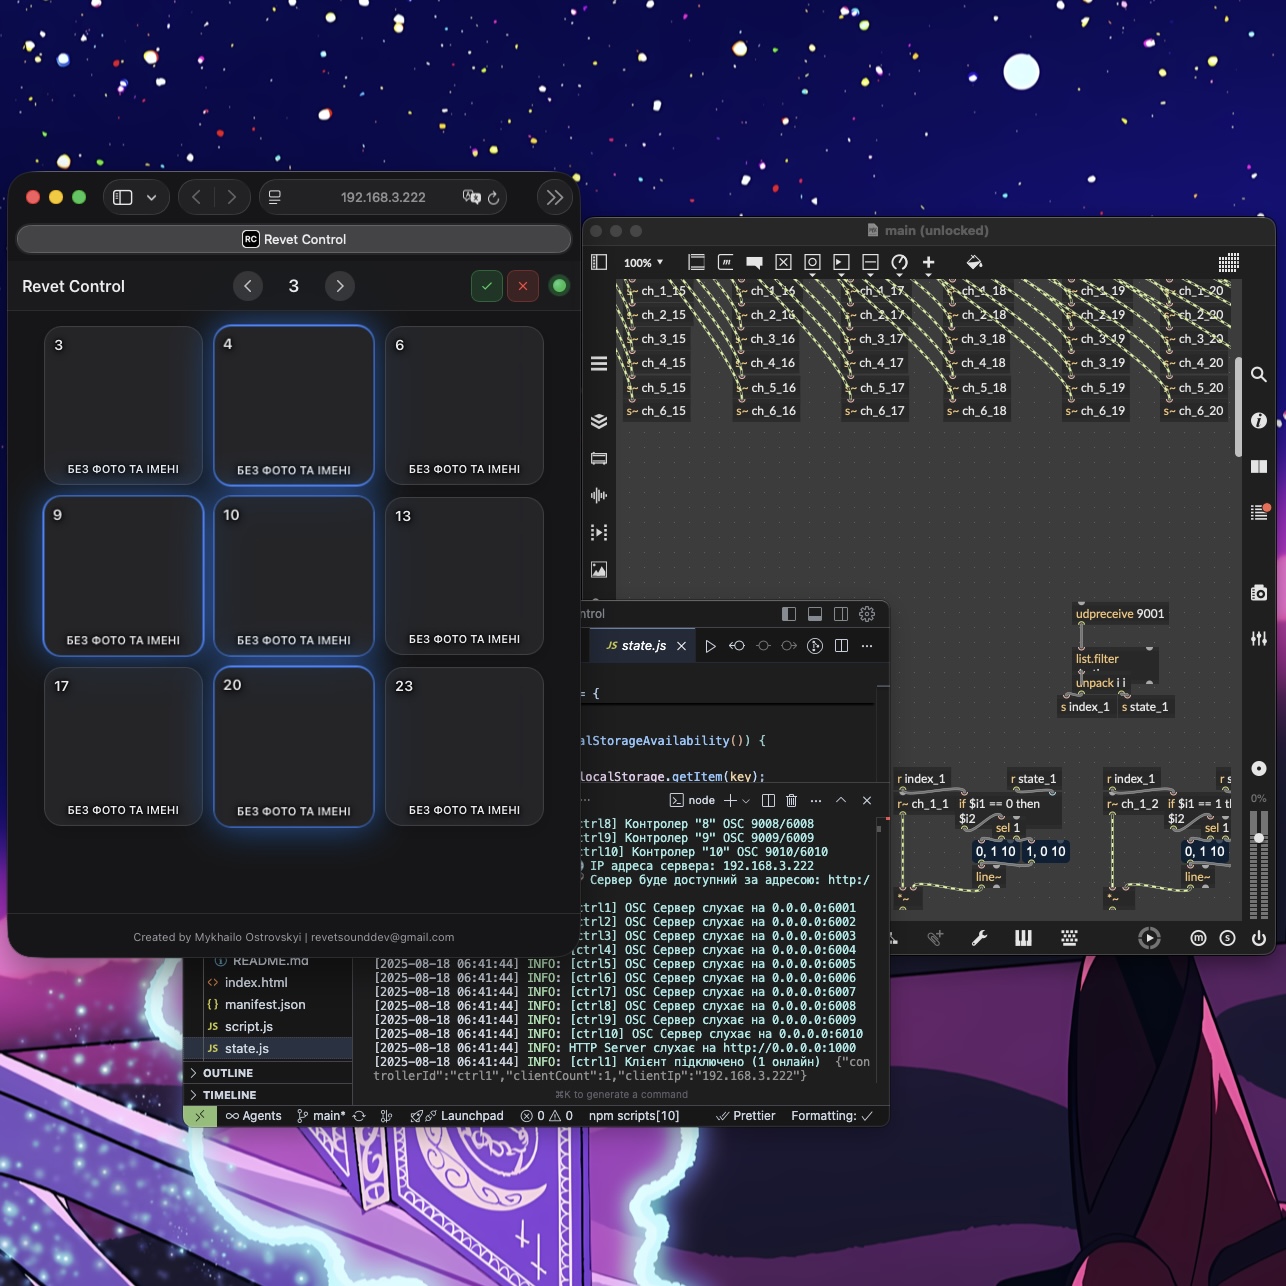 192.168.3.222
RC Revet Control
Revet Control
3
3
БЕЗ ФОТО ТА ІМЕНІ
4
БЕЗ ФОТО ТА ІМЕНІ
6
БЕЗ ФОТО ТА ІМЕНІ
9
БЕЗ ФОТО ТА ІМЕНІ
10
БЕЗ ФОТО ТА ІМЕНІ
13
БЕЗ ФОТО ТА ІМЕНІ
17
БЕЗ ФОТО ТА ІМЕНІ
20
БЕЗ ФОТО ТА ІМЕНІ
23
БЕЗ ФОТО ТА ІМЕНІ
Created by Mykhailo Ostrovskyi | revetsounddev@gmail.com
main (unlocked)
100%
s~ ch_1_15 s~ ch_1_16 s~ ch_1_17 s~ ch_1_18 s~ ch_1_19 s~ ch_1_20
s~ ch_2_15 s~ ch_2_16 s~ ch_2_17 s~ ch_2_18 s~ ch_2_19 s~ ch_2_20
s~ ch_3_15 s~ ch_3_16 s~ ch_3_17 s~ ch_3_18 s~ ch_3_19 s~ ch_3_20
s~ ch_4_15 s~ ch_4_16 s~ ch_4_17 s~ ch_4_18 s~ ch_4_19 s~ ch_4_20
s~ ch_5_15 s~ ch_5_16 s~ ch_5_17 s~ ch_5_18 s~ ch_5_19 s~ ch_5_20
s~ ch_6_15 s~ ch_6_16 s~ ch_6_17 s~ ch_6_18 s~ ch_6_19 s~ ch_6_20
udpreceive 9001
list.filter
unpack i i
s index_1 s state_1
r index_1 r state_1 r index_1 r s
r~ ch_1_1 if $i1 == 0 then r~ ch_1_2 if $i1 == 1 th
$i2 $i2
sel 1 sel 1
0, 1 10 1, 0 10 0, 1 10
line~ line~
*~ *~
0%
m s
ntrol
JS state.js
= {
alStorageAvailability()) {
localStorage.getItem(key);
node
ctrl8] Контролер "8" OSC 9008/6008
ctrl9] Контролер "9" OSC 9009/6009
ctrl10] Контролер "10" OSC 9010/6010
IP адреса сервера: 192.168.3.222
Сервер буде доступний за адресою: http:/
ctrl1] OSC Сервер слухає на 0.0.0.0:6001
ctrl2] OSC Сервер слухає на 0.0.0.0:6002
ctrl3] OSC Сервер слухає на 0.0.0.0:6003
ctrl4] OSC Сервер слухає на 0.0.0.0:6004
[2025-08-18 06:41:44] INFO: [ctrl5] OSC Сервер слухає на 0.0.0.0:6005
[2025-08-18 06:41:44] INFO: [ctrl6] OSC Сервер слухає на 0.0.0.0:6006
[2025-08-18 06:41:44] INFO: [ctrl7] OSC Сервер слухає на 0.0.0.0:6007
[2025-08-18 06:41:44] INFO: [ctrl8] OSC Сервер слухає на 0.0.0.0:6008
[2025-08-18 06:41:44] INFO: [ctrl9] OSC Сервер слухає на 0.0.0.0:6009
[2025-08-18 06:41:44] INFO: [ctrl10] OSC Сервер слухає на 0.0.0.0:6010
[2025-08-18 06:41:44] INFO: HTTP Server слухає на http://0.0.0.0:1000
[2025-08-18 06:41:44] INFO: [ctrl1] Клієнт підключено (1 онлайн) {"con
trollerId":"ctrl1","clientCount":1,"clientIp":"192.168.3.222"}
⌘K to generate a command
README.md
<> index.html
{} manifest.json
JS script.js
JS state.js
OUTLINE
TIMELINE
Agents main* Launchpad 0 0 npm scripts[10] Prettier Formatting: